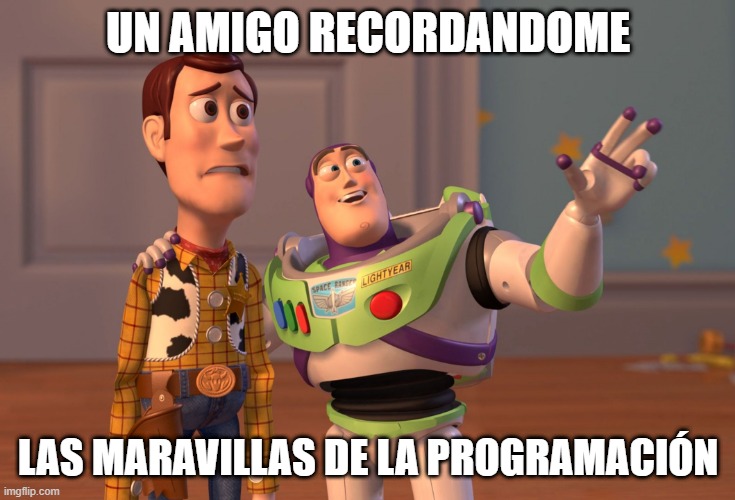 UN AMIGO RECORDANDOME
SPACE RANGER
LIGHTYEAR
LAS MARAVILLAS DE LA PROGRAMACIÓN
imgflip.com